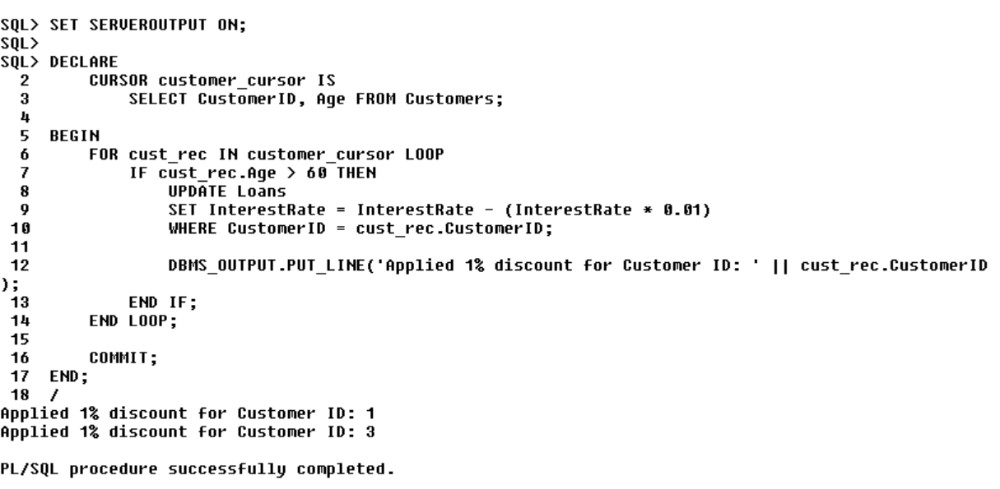 SQL> SET SERVEROUTPUT ON;
SQL>
SQL> DECLARE
  2      CURSOR customer_cursor IS
  3          SELECT CustomerID, Age FROM Customers;
  4
  5  BEGIN
  6      FOR cust_rec IN customer_cursor LOOP
  7          IF cust_rec.Age > 60 THEN
  8              UPDATE Loans
  9              SET InterestRate = InterestRate - (InterestRate * 0.01)
 10              WHERE CustomerID = cust_rec.CustomerID;
 11
 12              DBMS_OUTPUT.PUT_LINE('Applied 1% discount for Customer ID: ' || cust_rec.CustomerID
);
 13          END IF;
 14      END LOOP;
 15
 16      COMMIT;
 17  END;
 18  /
Applied 1% discount for Customer ID: 1
Applied 1% discount for Customer ID: 3

PL/SQL procedure successfully completed.